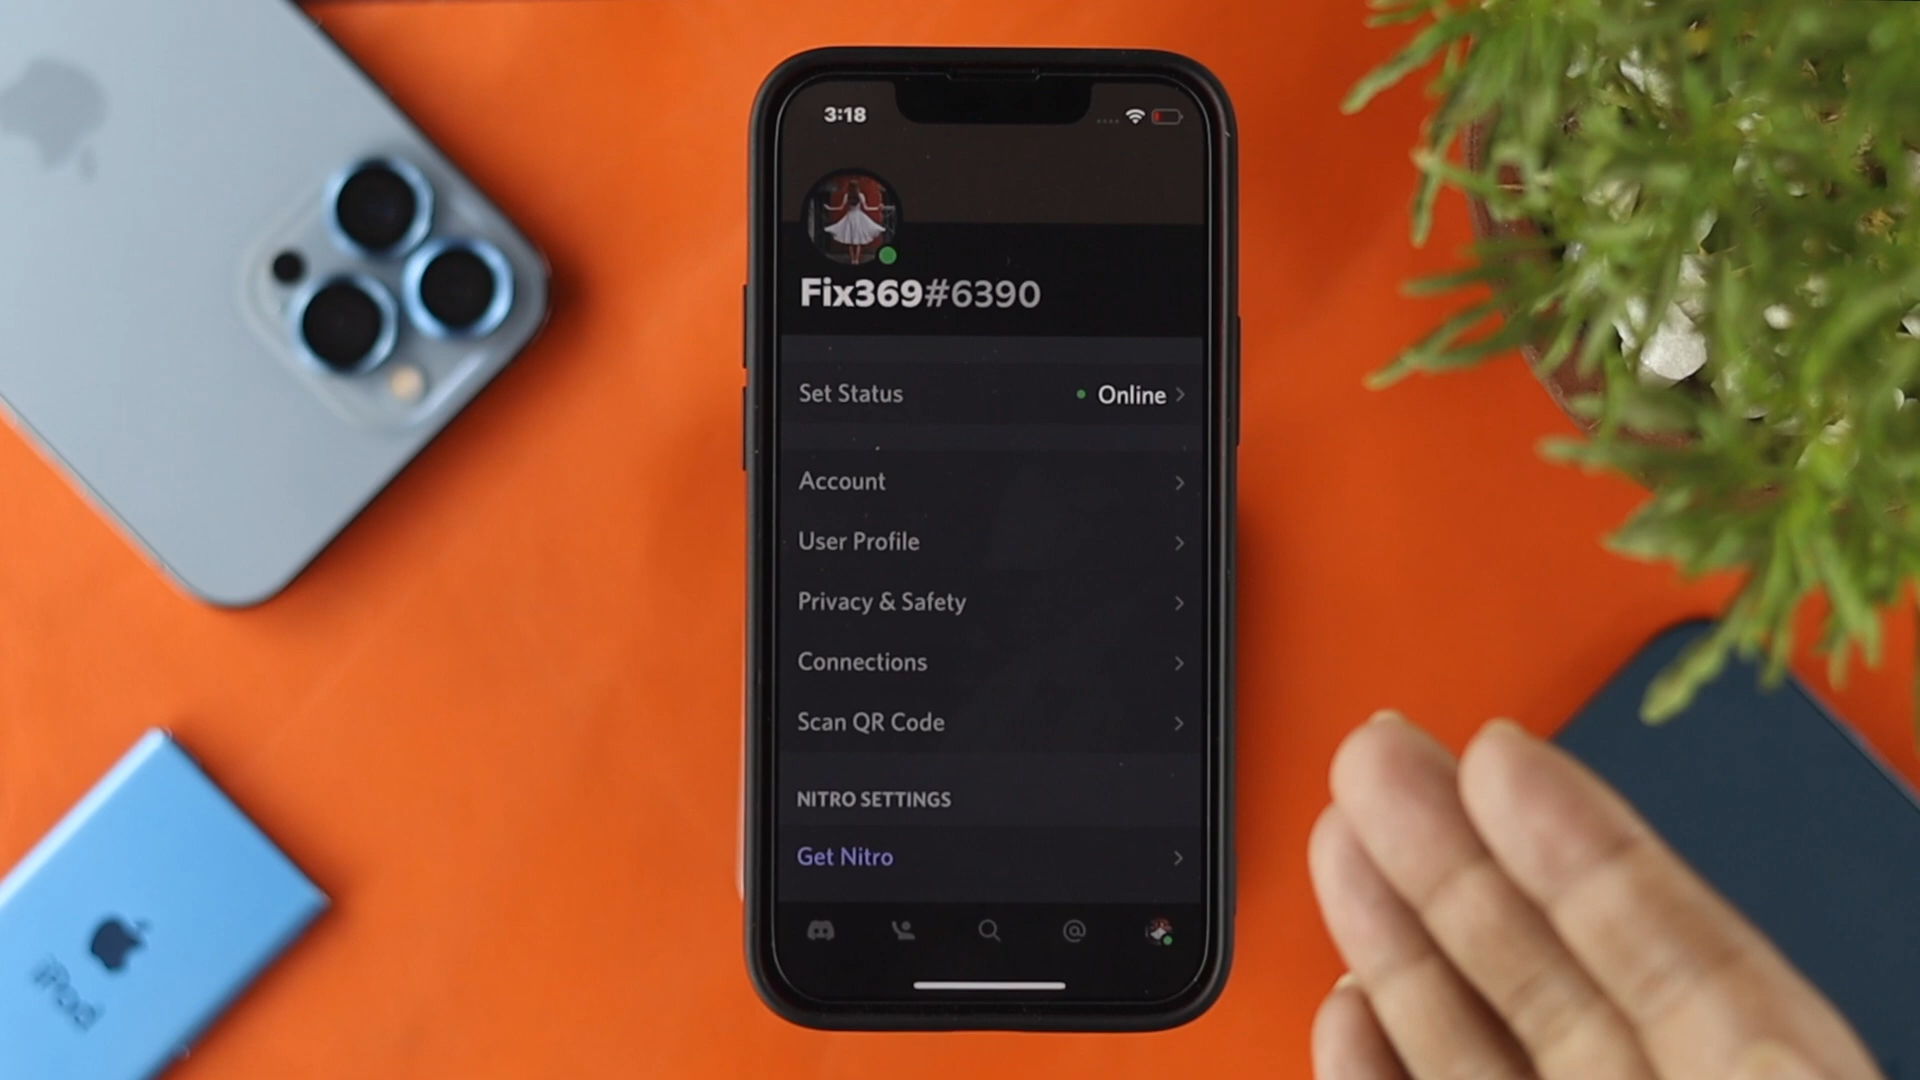 3:18
Fix369#6390
Set Status
Online
Account
User Profile
Privacy & Safety
Connections
Scan QR Code
NITRO SETTINGS
Get Nitro
iPod